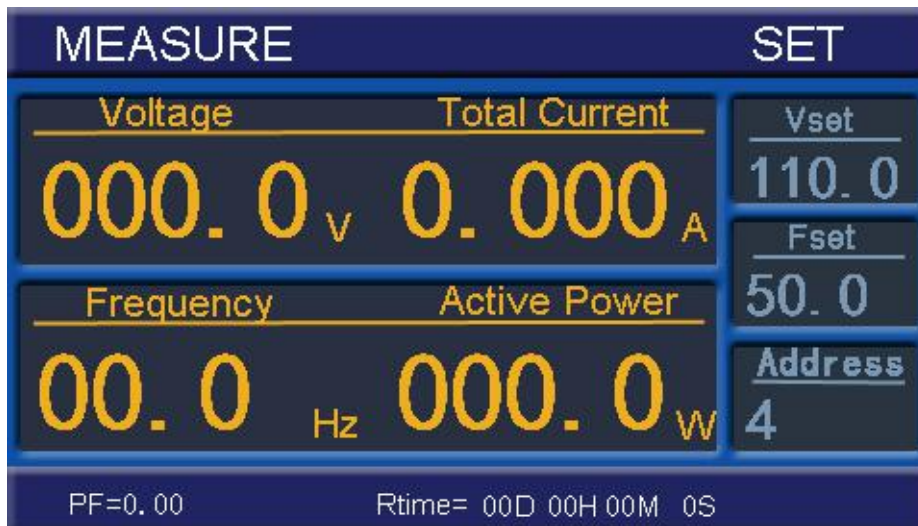 MEASURE SET
Voltage Total Current Vset
000. 0 V 0. 000 A 110. 0
Fset
Frequency Active Power 50. 0
00. 0 Hz 000. 0 W Address
4
PF=0. 00 Rtime= 00D 00H 00M 0S